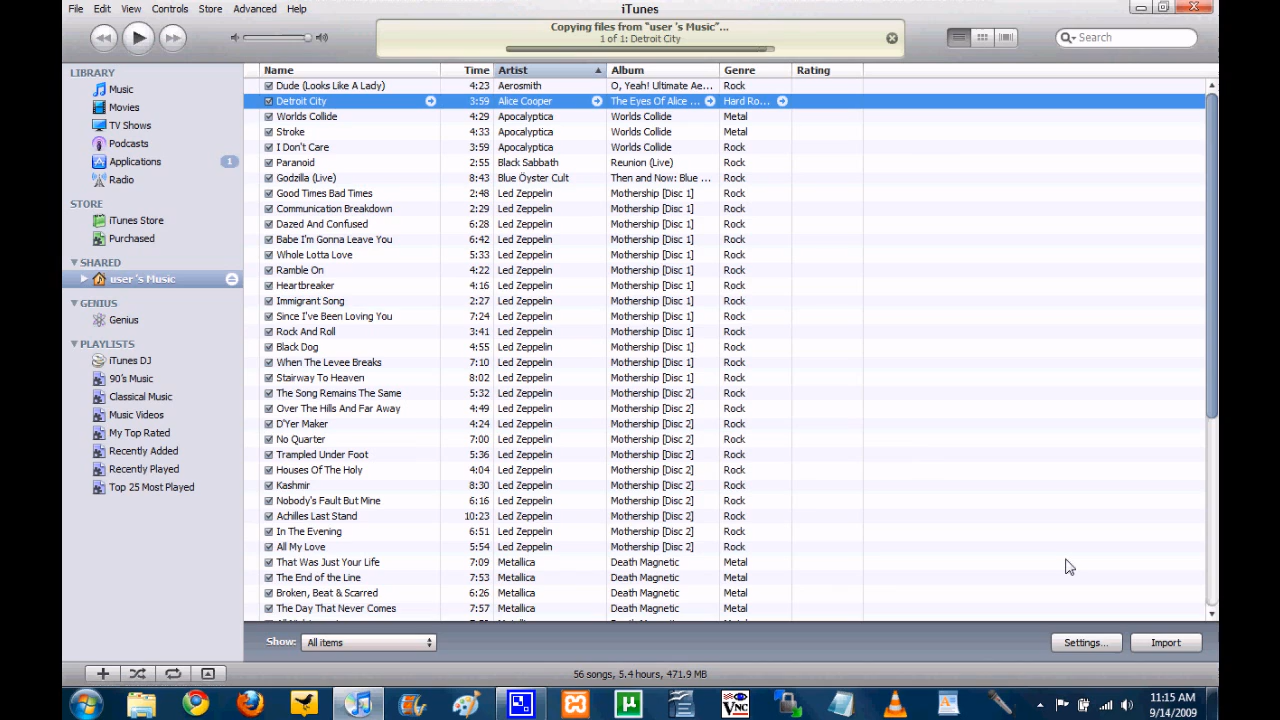 File Edit View Controls Store Advanced Help
iTunes
Copying files from "user 's Music"...
1 of 1: Detroit City
Search
LIBRARY
Music
Movies
TV Shows
Podcasts
Applications 1
Radio
STORE
iTunes Store
Purchased
SHARED
user 's Music
GENIUS
Genius
PLAYLISTS
iTunes DJ
90's Music
Classical Music
Music Videos
My Top Rated
Recently Added
Recently Played
Top 25 Most Played
Name Time Artist Album Genre Rating
Dude (Looks Like A Lady) 4:23 Aerosmith O, Yeah! Ultimate Ae... Rock
Detroit City 3:59 Alice Cooper The Eyes Of Alice ... Hard Ro...
Worlds Collide 4:29 Apocalyptica Worlds Collide Metal
Stroke 4:33 Apocalyptica Worlds Collide Metal
I Don't Care 3:59 Apocalyptica Worlds Collide Rock
Paranoid 2:55 Black Sabbath Reunion (Live) Rock
Godzilla (Live) 8:43 Blue Öyster Cult Then and Now: Blue ... Rock
Good Times Bad Times 2:48 Led Zeppelin Mothership [Disc 1] Rock
Communication Breakdown 2:29 Led Zeppelin Mothership [Disc 1] Rock
Dazed And Confused 6:28 Led Zeppelin Mothership [Disc 1] Rock
Babe I'm Gonna Leave You 6:42 Led Zeppelin Mothership [Disc 1] Rock
Whole Lotta Love 5:33 Led Zeppelin Mothership [Disc 1] Rock
Ramble On 4:22 Led Zeppelin Mothership [Disc 1] Rock
Heartbreaker 4:16 Led Zeppelin Mothership [Disc 1] Rock
Immigrant Song 2:27 Led Zeppelin Mothership [Disc 1] Rock
Since I've Been Loving You 7:24 Led Zeppelin Mothership [Disc 1] Rock
Rock And Roll 3:41 Led Zeppelin Mothership [Disc 1] Rock
Black Dog 4:55 Led Zeppelin Mothership [Disc 1] Rock
When The Levee Breaks 7:10 Led Zeppelin Mothership [Disc 1] Rock
Stairway To Heaven 8:02 Led Zeppelin Mothership [Disc 1] Rock
The Song Remains The Same 5:32 Led Zeppelin Mothership [Disc 2] Rock
Over The Hills And Far Away 4:49 Led Zeppelin Mothership [Disc 2] Rock
D'Yer Maker 4:24 Led Zeppelin Mothership [Disc 2] Rock
No Quarter 7:00 Led Zeppelin Mothership [Disc 2] Rock
Trampled Under Foot 5:36 Led Zeppelin Mothership [Disc 2] Rock
Houses Of The Holy 4:04 Led Zeppelin Mothership [Disc 2] Rock
Kashmir 8:30 Led Zeppelin Mothership [Disc 2] Rock
Nobody's Fault But Mine 6:16 Led Zeppelin Mothership [Disc 2] Rock
Achilles Last Stand 10:23 Led Zeppelin Mothership [Disc 2] Rock
In The Evening 6:51 Led Zeppelin Mothership [Disc 2] Rock
All My Love 5:54 Led Zeppelin Mothership [Disc 2] Rock
That Was Just Your Life 7:09 Metallica Death Magnetic Metal
The End of the Line 7:53 Metallica Death Magnetic Metal
Broken, Beat & Scarred 6:26 Metallica Death Magnetic Metal
The Day That Never Comes 7:57 Metallica Death Magnetic Metal
Show: All items Settings... Import
56 songs, 5.4 hours, 471.9 MB
VNC
11:15 AM
9/14/2009